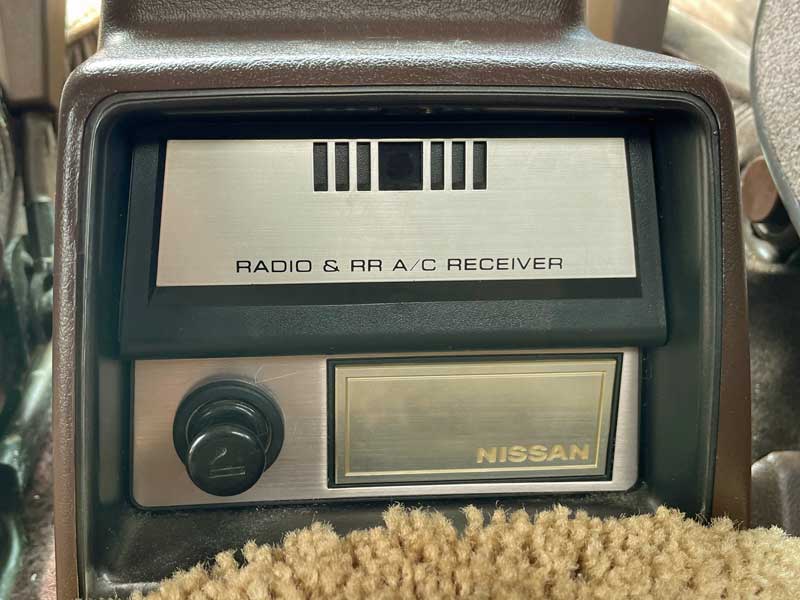 RADIO & RR A/C RECEIVER
NISSAN